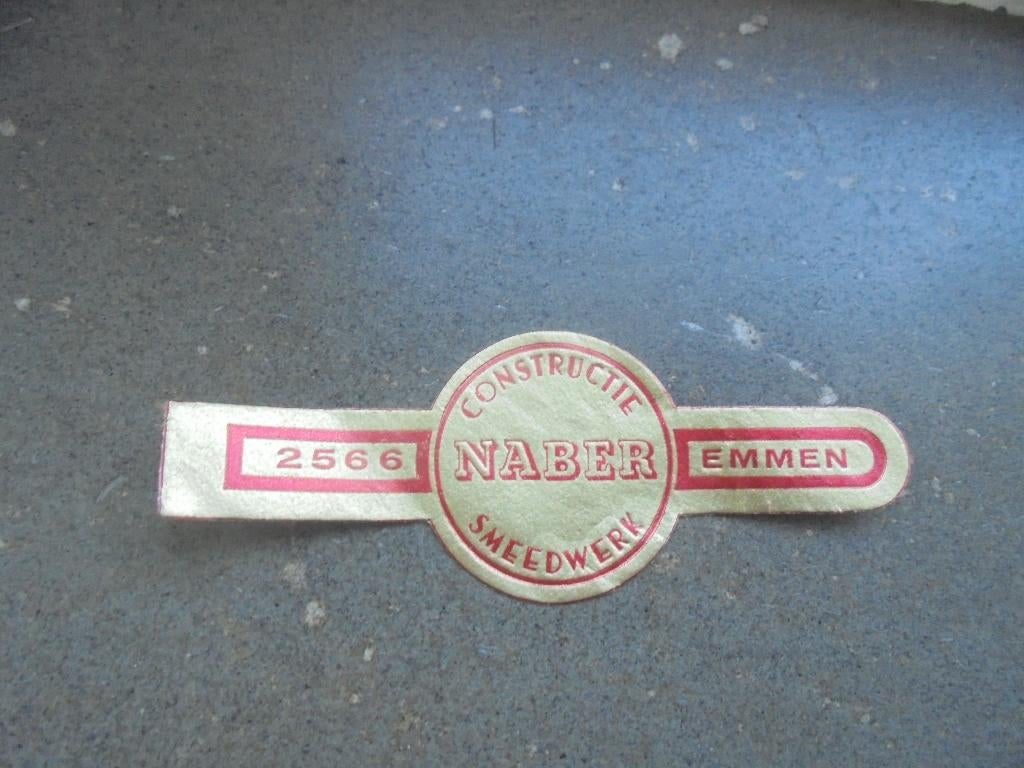 CONSTRUCTIE
2566 NABER EMMEN
SMEEDWERK